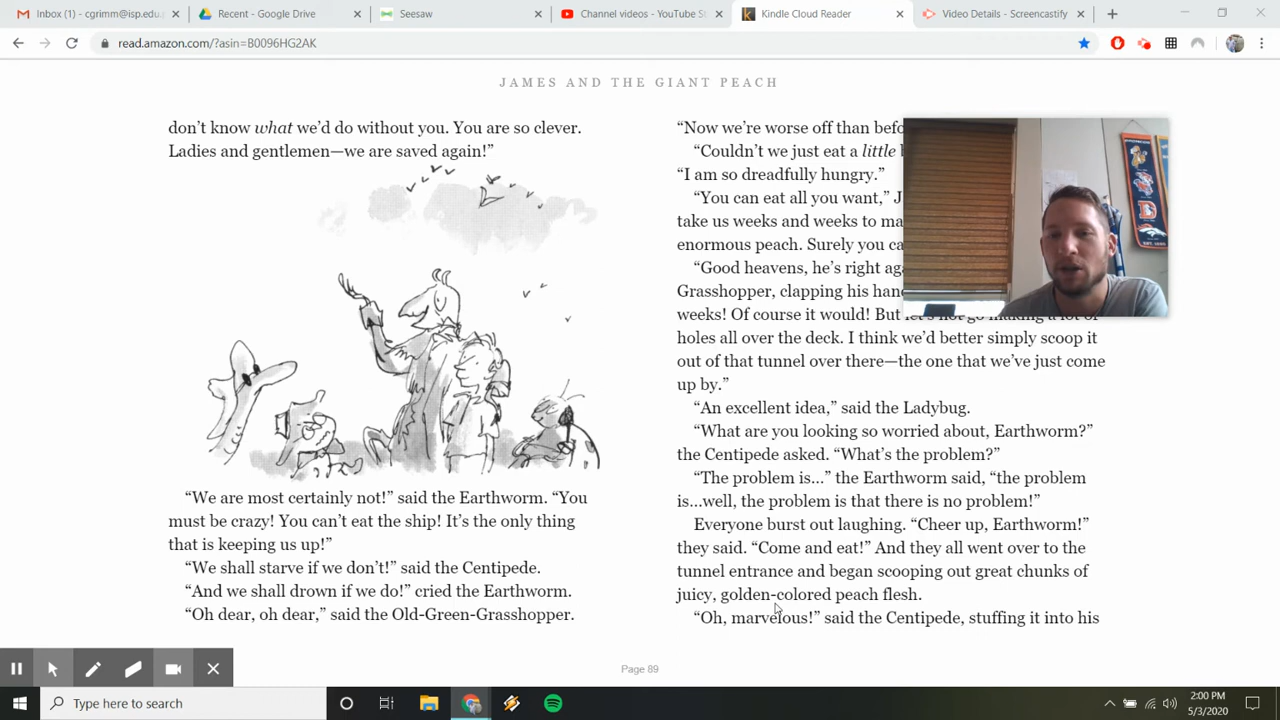 Inbox (1) - cgrimm@isp.edu.
Recent - Google Drive
Seesaw
Channel videos - YouTube St
Kindle Cloud Reader
Video Details - Screencastify
read.amazon.com/?asin=B0096HG2AK
JAMES AND THE GIANT PEACH
don't know what we'd do without you. You are so clever.
Ladies and gentlemen—we are saved again!”
“We are most certainly not!” said the Earthworm. “You
must be crazy! You can't eat the ship! It's the only thing
that is keeping us up!”
“We shall starve if we don't!” said the Centipede.
“And we shall drown if we do!” cried the Earthworm.
“Oh dear, oh dear,” said the Old-Green-Grasshopper.
“Now we're worse off than befo
“Couldn't we just eat a little
“I am so dreadfully hungry.”
“You can eat all you want,” J
take us weeks and weeks to ma
enormous peach. Surely you ca
“Good heavens, he's right aga
Grasshopper, clapping his han
weeks! Of course it would! But let's not go making a lot of
holes all over the deck. I think we'd better simply scoop it
out of that tunnel over there—the one that we've just come
up by.”
“An excellent idea,” said the Ladybug.
“What are you looking so worried about, Earthworm?”
the Centipede asked. “What's the problem?”
“The problem is…” the Earthworm said, “the problem
is…well, the problem is that there is no problem!”
Everyone burst out laughing. “Cheer up, Earthworm!”
they said. “Come and eat!” And they all went over to the
tunnel entrance and began scooping out great chunks of
juicy, golden-colored peach flesh.
“Oh, marvelous!” said the Centipede, stuffing it into his
Page 89
Type here to search
2:00 PM
5/3/2020